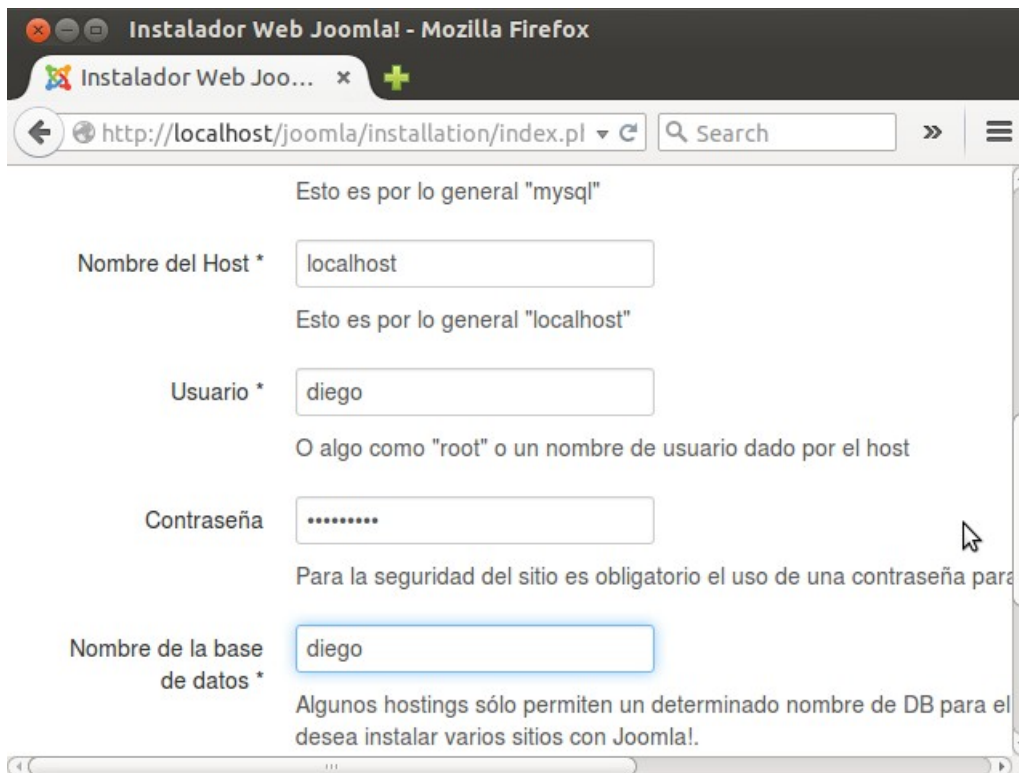 Instalador Web Joomla! - Mozilla Firefox
Instalador Web Joo...
http://localhost/joomla/installation/index.pl
Search
Esto es por lo general "mysql"
Nombre del Host *
localhost
Esto es por lo general "localhost"
Usuario *
diego
O algo como "root" o un nombre de usuario dado por el host
Contraseña
•••••••••
Para la seguridad del sitio es obligatorio el uso de una contraseña para
Nombre de la base
de datos *
diego
Algunos hostings sólo permiten un determinado nombre de DB para el
desea instalar varios sitios con Joomla!.